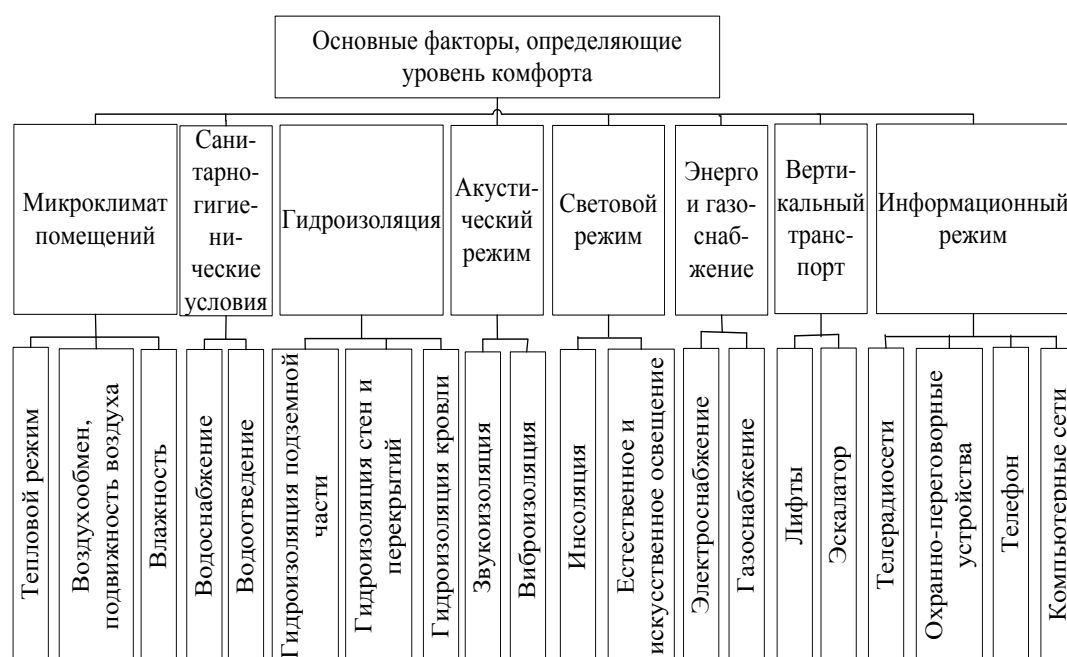 Основные факторы, определяющие
уровень комфорта
Микроклимат
помещений
Сани-
тарно-
гигие-
ни-
ческие
условия
Гидроизоляция
Акусти-
ческий
режим
Световой
режим
Энерго
и газо-
снаб-
жение
Верти-
кальный
транс-
порт
Информационный
режим
Тепловой режим
Воздухообмен,
подвижность воздуха
Влажность
Водоснабжение
Водоотведение
Гидроизоляция подземной
части
Гидроизоляция стен и
перекрытий
Гидроизоляция кровли
Звукоизоляция
Виброизоляция
Инсоляция
Естественное и
искусственное освещение
Электроснабжение
Газоснабжение
Лифты
Эскалатор
Телерадиосети
Охранно-переговорные
устройства
Телефон
Компьютерные сети